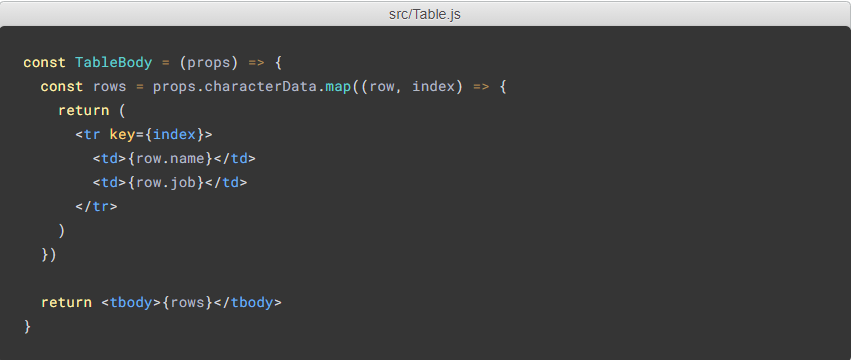 src/Table.js
const TableBody = (props) => {
  const rows = props.characterData.map((row, index) => {
    return (
      <tr key={index}>
        <td>{row.name}</td>
        <td>{row.job}</td>
      </tr>
    )
  })

  return <tbody>{rows}</tbody>
}